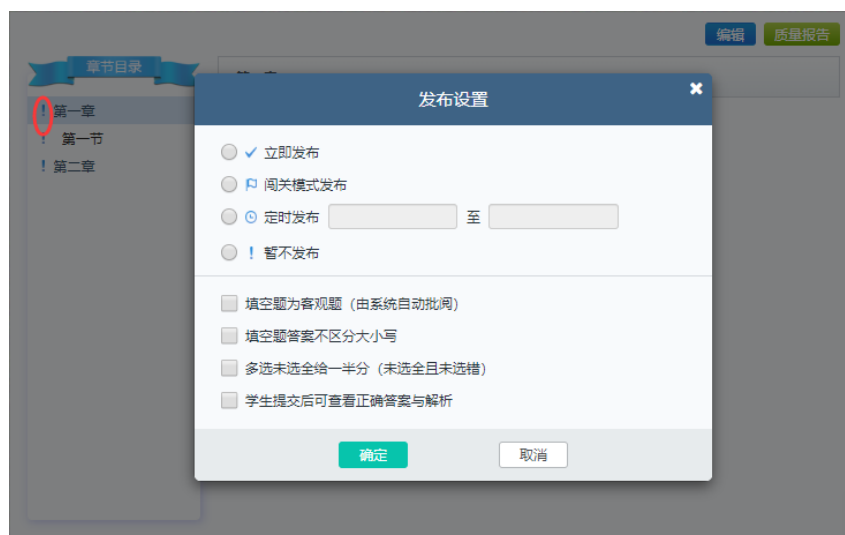 编辑 质量报告
章节目录
发布设置
! 第一章
! 第一节
! 第二章
立即发布
闯关模式发布
定时发布 至
! 暂不发布
填空题为客观题（由系统自动批阅）
填空题答案不区分大小写
多选未选全给一半分（未选全且未选错）
学生提交后可查看正确答案与解析
确定 取消